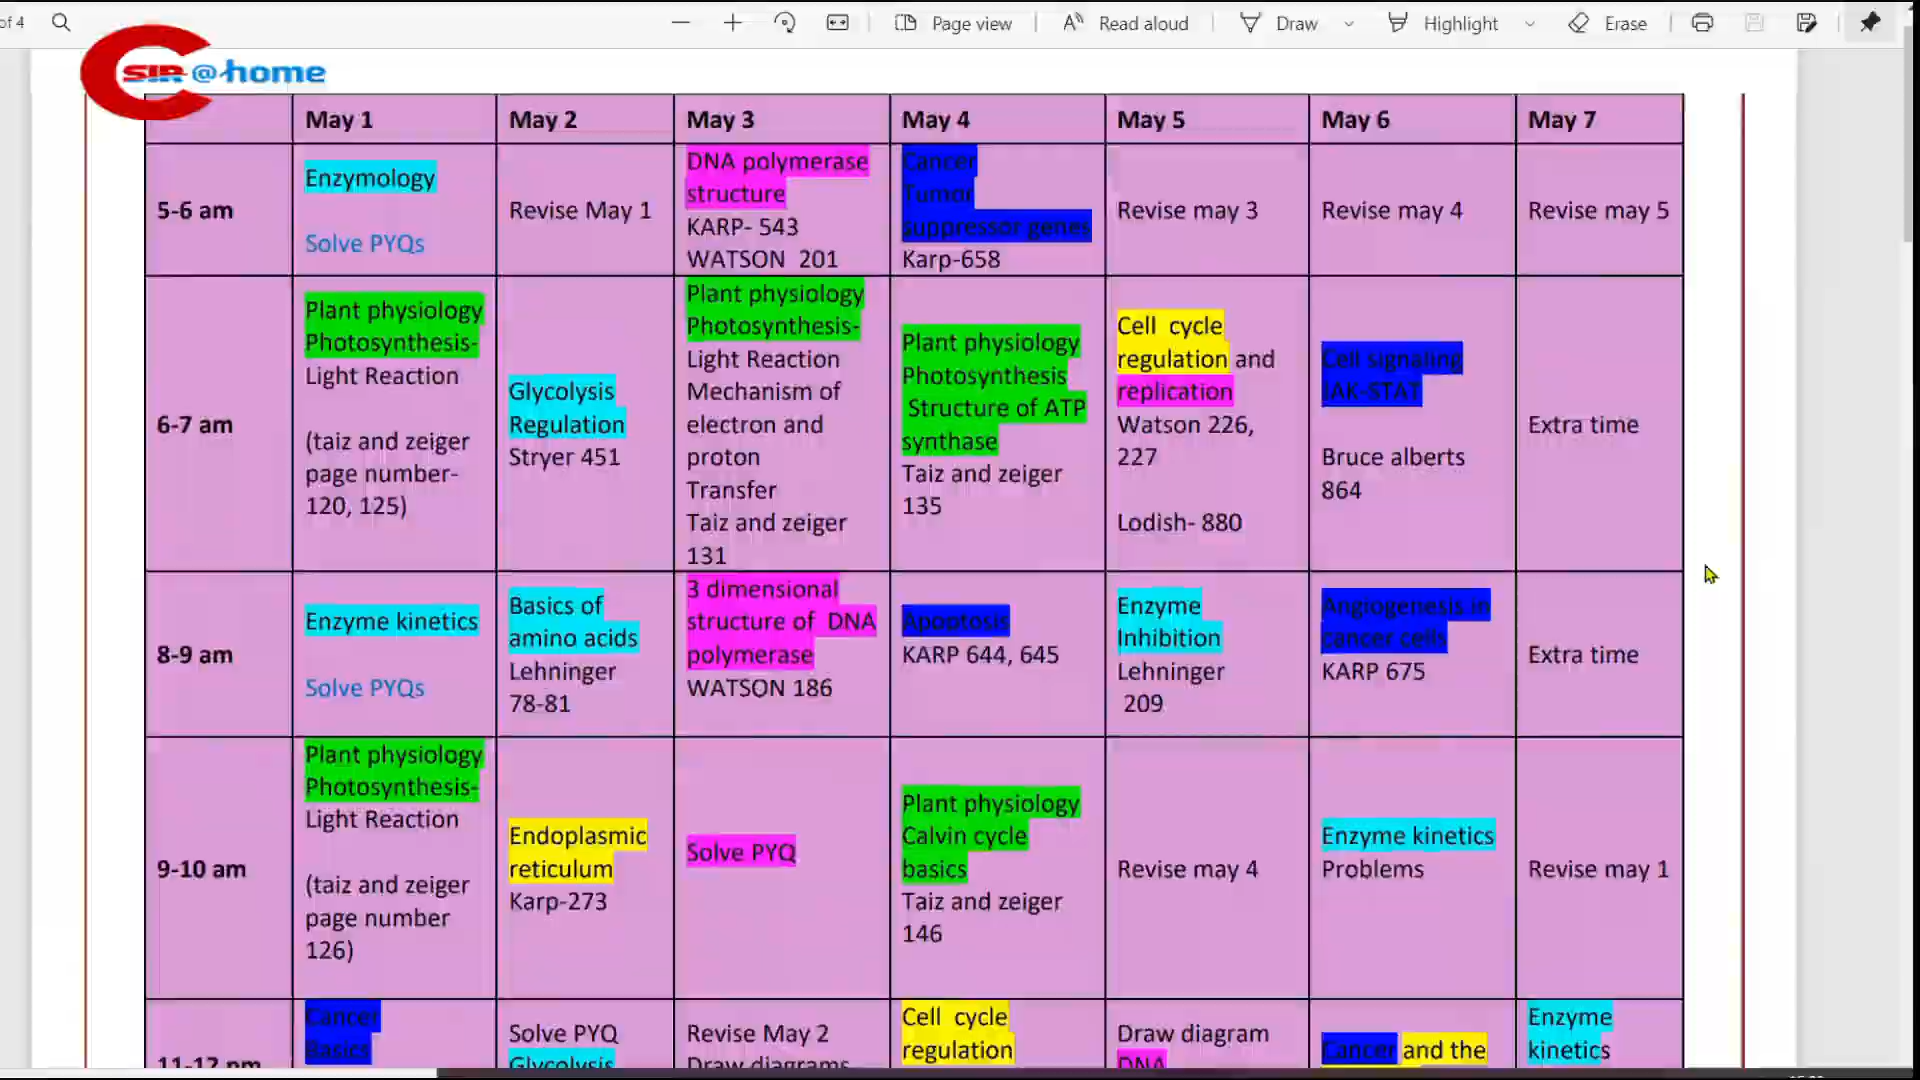 of 4
Page view
Read aloud
Draw
Highlight
Erase
CSIR @ home
May 1
May 2
May 3
May 4
May 5
May 6
May 7
5-6 am
Enzymology
Solve PYQs
Revise May 1
DNA polymerase
structure
KARP- 543
WATSON 201
Cancer
Tumor
suppressor genes
Karp-658
Revise may 3
Revise may 4
Revise may 5
6-7 am
Plant physiology
Photosynthesis-
Light Reaction
(taiz and zeiger
page number-
120, 125)
Glycolysis
Regulation
Stryer 451
Plant physiology
Photosynthesis-
Light Reaction
Mechanism of
electron and
proton
Transfer
Taiz and zeiger
131
Plant physiology
Photosynthesis
Structure of ATP
synthase
Taiz and zeiger
135
Cell cycle
regulation and
replication
Watson 226,
227
Lodish- 880
Cell signaling
JAK-STAT
Bruce alberts
864
Extra time
8-9 am
Enzyme kinetics
Solve PYQs
Basics of
amino acids
Lehninger
78-81
3 dimensional
structure of DNA
polymerase
WATSON 186
Apoptosis
KARP 644, 645
Enzyme
Inhibition
Lehninger
209
Angiogenesis in
cancer cells
KARP 675
Extra time
9-10 am
Plant physiology
Photosynthesis-
Light Reaction
(taiz and zeiger
page number
126)
Endoplasmic
reticulum
Karp-273
Solve PYQ
Plant physiology
Calvin cycle
basics
Taiz and zeiger
146
Revise may 4
Enzyme kinetics
Problems
Revise may 1
11-12 pm
Cancer
Basics
Solve PYQ
Glycolysis
Revise May 2
Draw diagrams
Cell cycle
regulation
Draw diagram
DNA
Cancer and the
Enzyme
kinetics